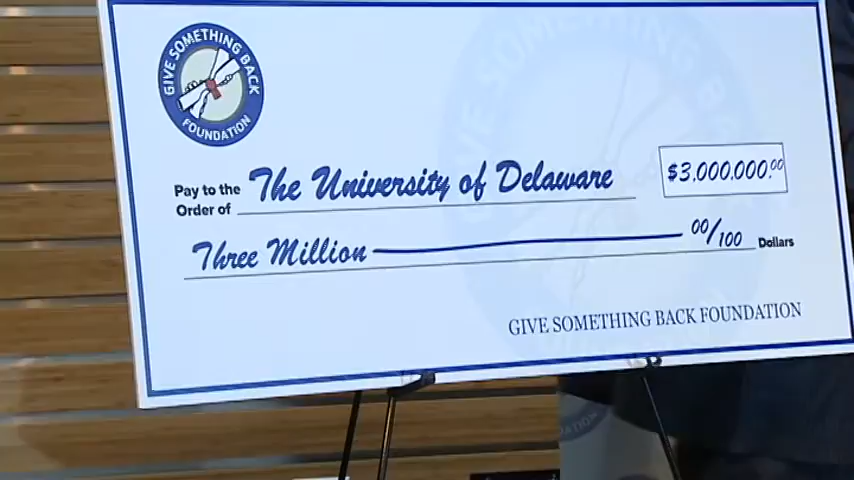 GIVE SOMETHING BACK
FOUNDATION
Pay to the
Order of
The University of Delaware
$3.000.000.00
Three Million
00/100
Dollars
GIVE SOMETHING BACK FOUNDATION